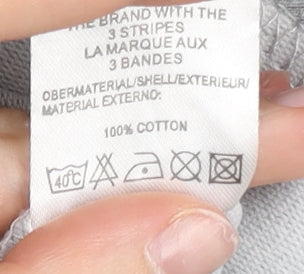 THE BRAND WITH THE
3 STRIPES
LA MARQUE AUX
3 BANDES
OBERMATERIAL/SHELL/EXTERIEUR/
MATERIAL EXTERNO:
100% COTTON
40°C